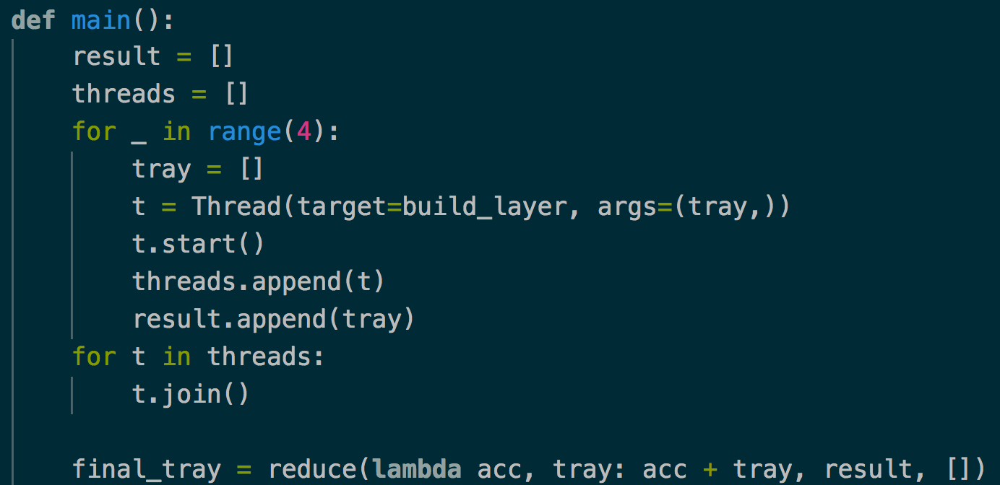 def main():
    result = []
    threads = []
    for _ in range(4):
        tray = []
        t = Thread(target=build_layer, args=(tray,))
        t.start()
        threads.append(t)
        result.append(tray)
    for t in threads:
        t.join()

    final_tray = reduce(lambda acc, tray: acc + tray, result, [])